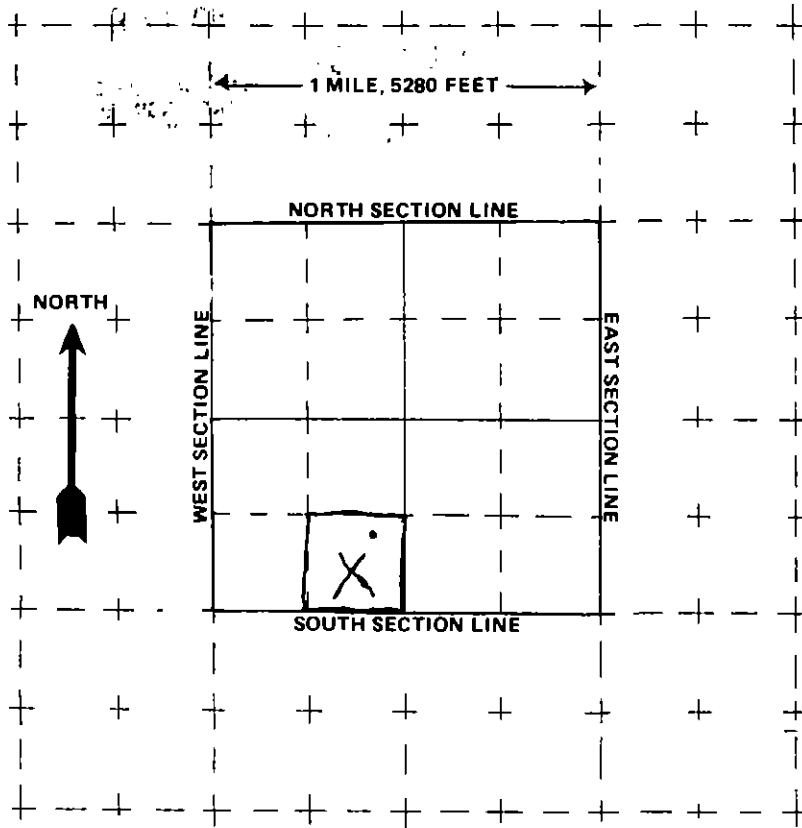 1 MILE, 5280 FEET
NORTH SECTION LINE
NORTH
WEST SECTION LINE
EAST SECTION LINE
X
SOUTH SECTION LINE